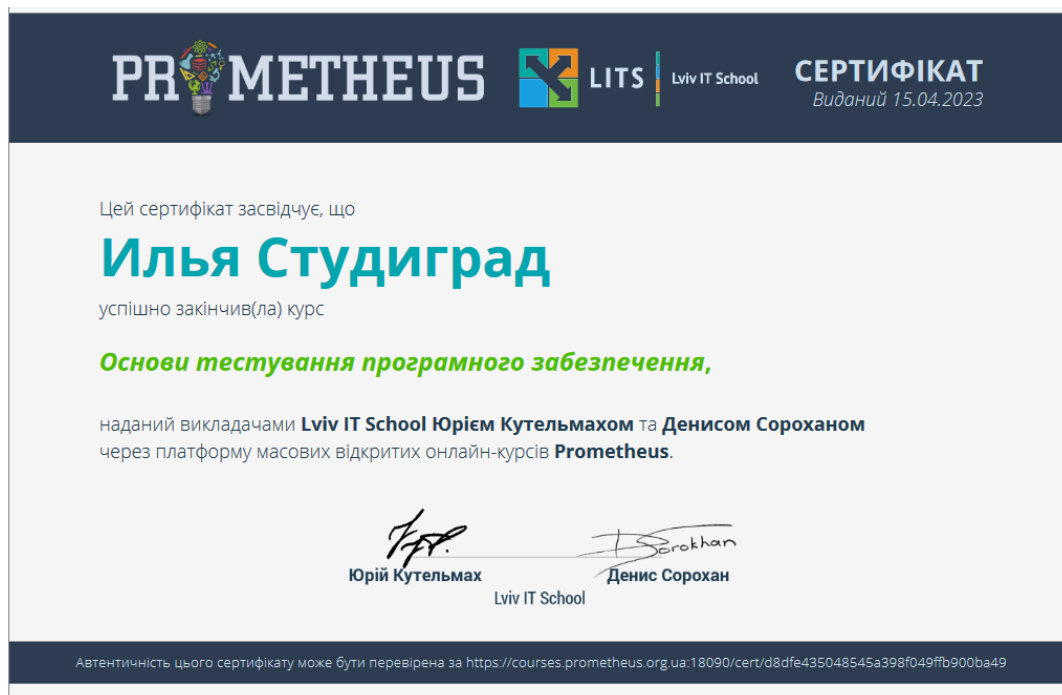 PROMETHEUS
LITS Lviv IT School
СЕРТИФІКАТ
Виданий 15.04.2023
Цей сертифікат засвідчує, що
Илья Студиград
успішно закінчив(ла) курс
Основи тестування програмного забезпечення,
наданий викладачами Lviv IT School Юрієм Кутельмахом та Денисом Сороханом
через платформу масових відкритих онлайн-курсів Prometheus.
DSorokhan
Юрій Кутельмах Денис Сорохан
Lviv IT School
Автентичність цього сертифікату може бути перевірена за https://courses.prometheus.org.ua:18090/cert/d8dfe435048545a398f049ffb900ba49